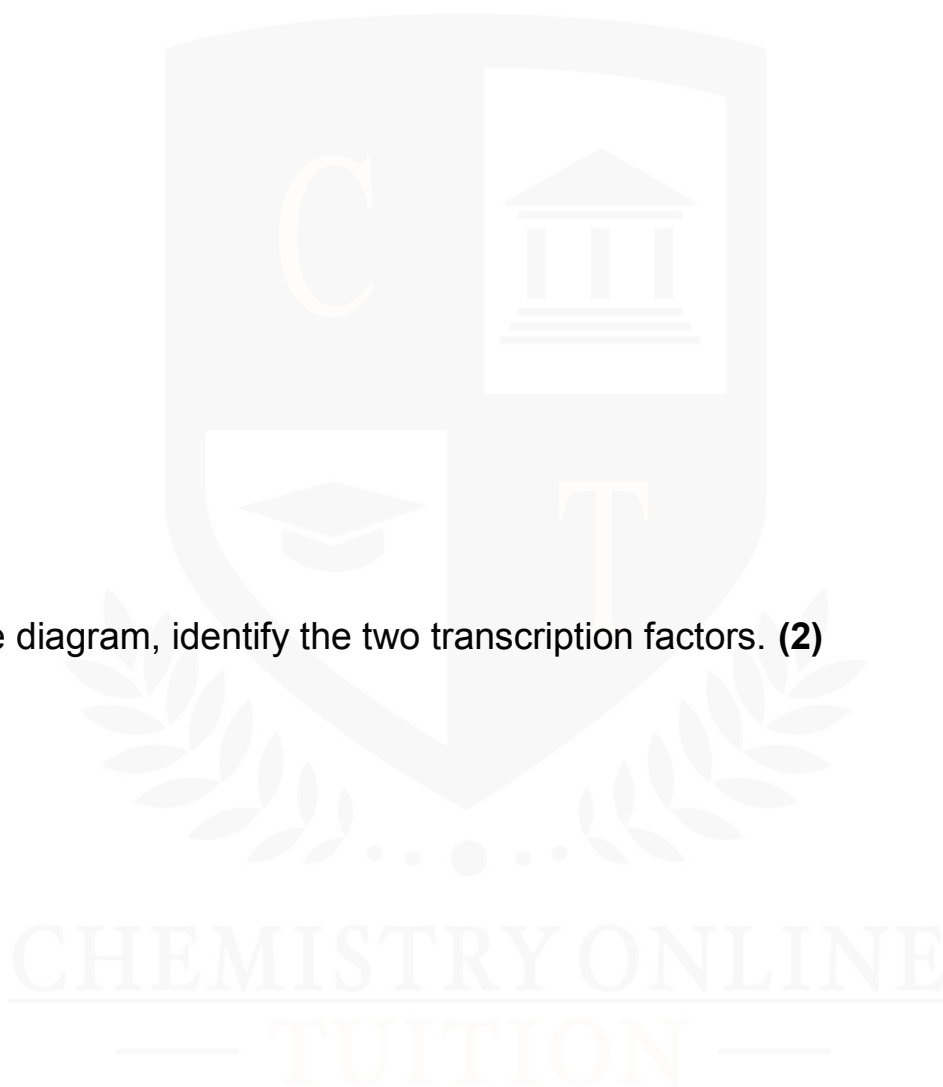 C
T
e diagram, identify the two transcription factors. (2)
CHEMISTRY ONLINE
— TUITION —